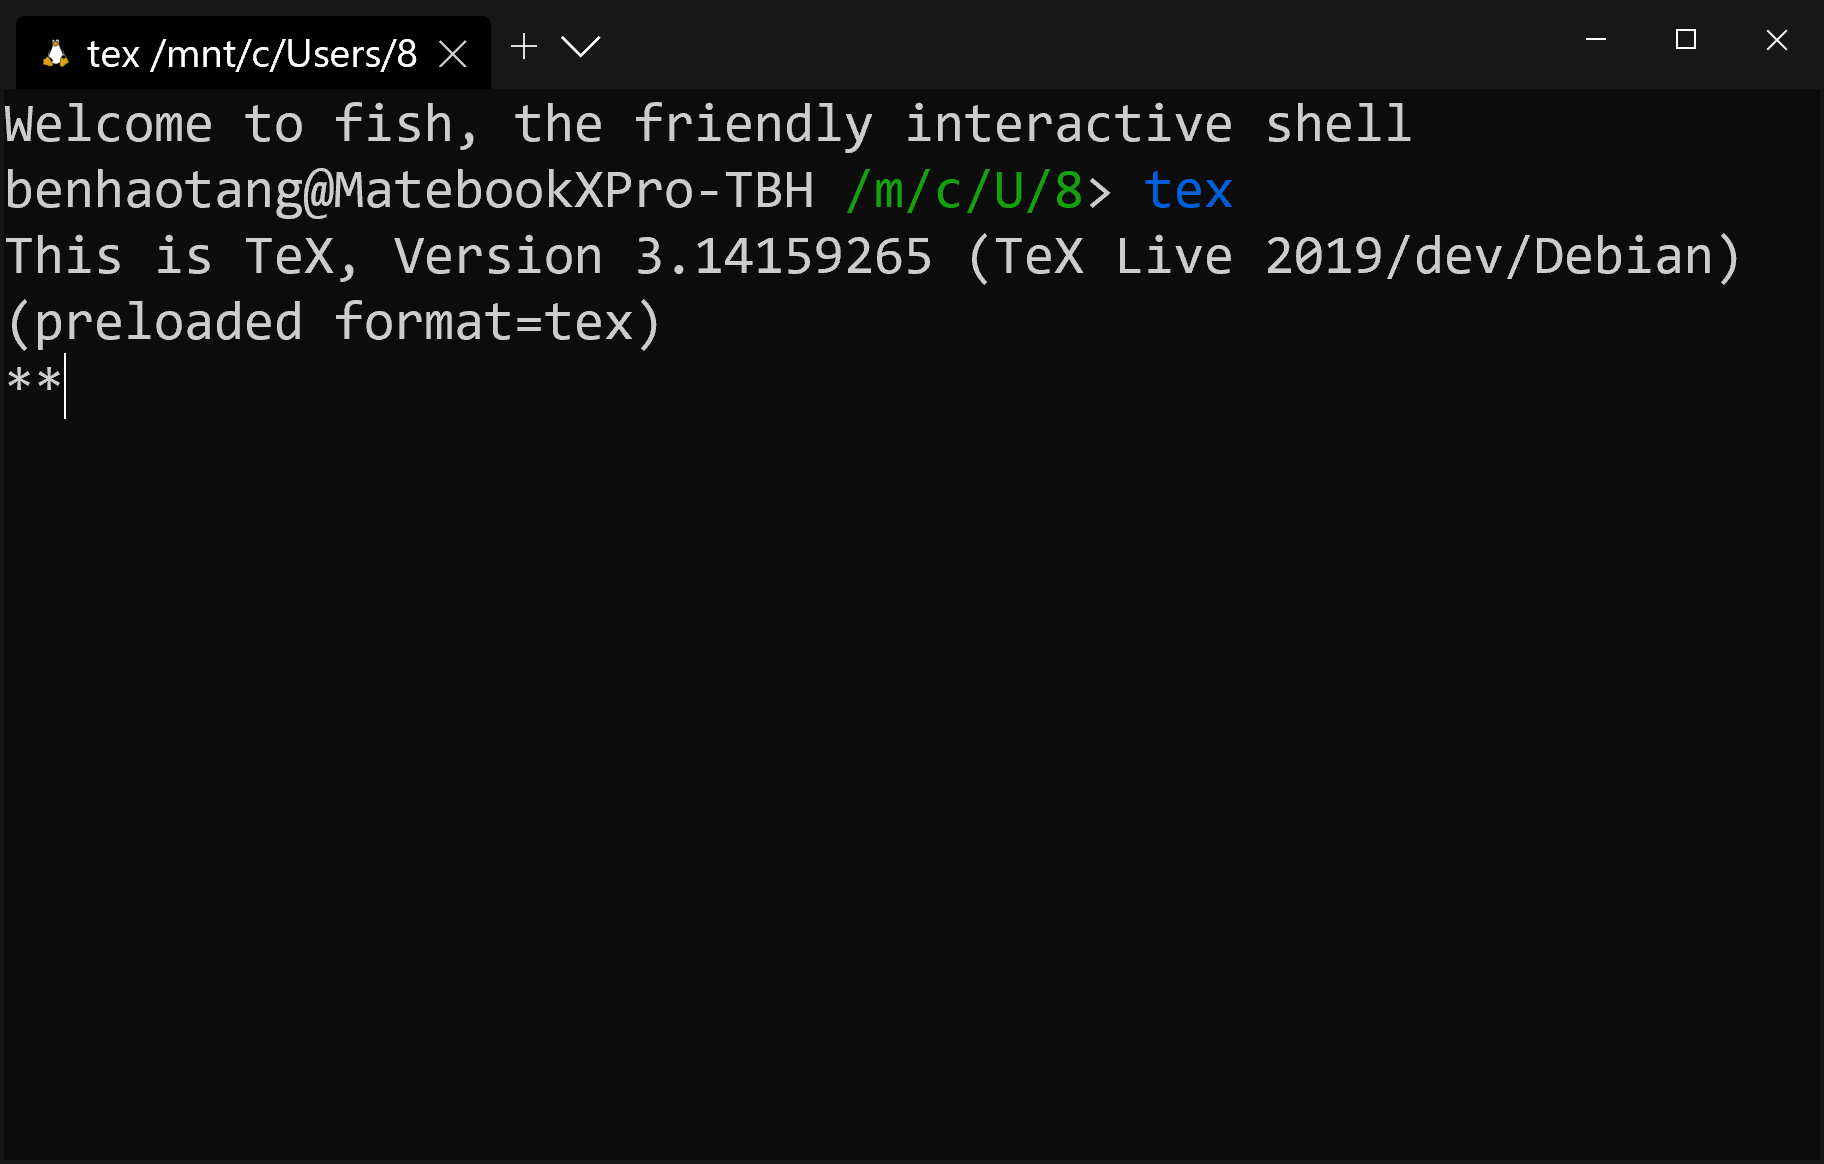 tex /mnt/c/Users/8
Welcome to fish, the friendly interactive shell
benhaotang@MatebookXPro-TBH /m/c/U/8> tex
This is TeX, Version 3.14159265 (TeX Live 2019/dev/Debian)
(preloaded format=tex)
**